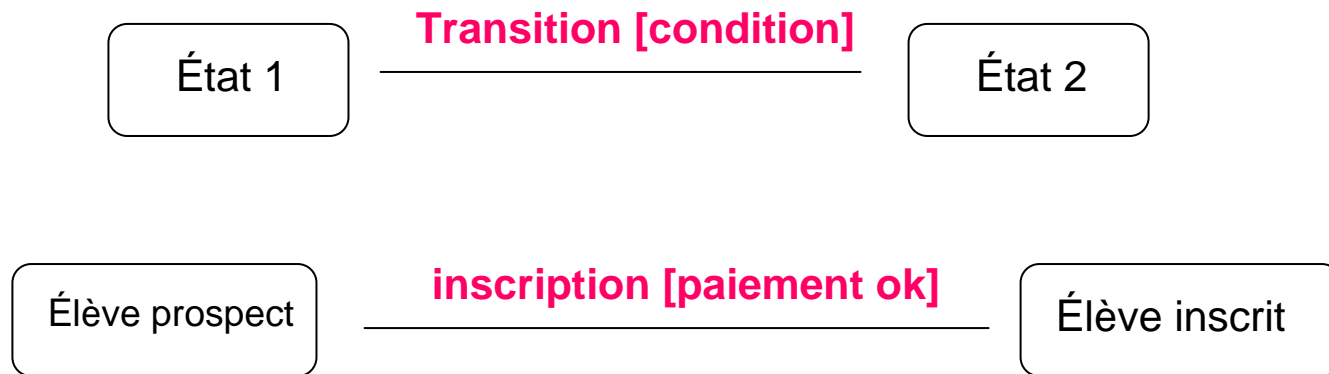 Transition [condition]
État 1
État 2
inscription [paiement ok]
Élève prospect
Élève inscrit